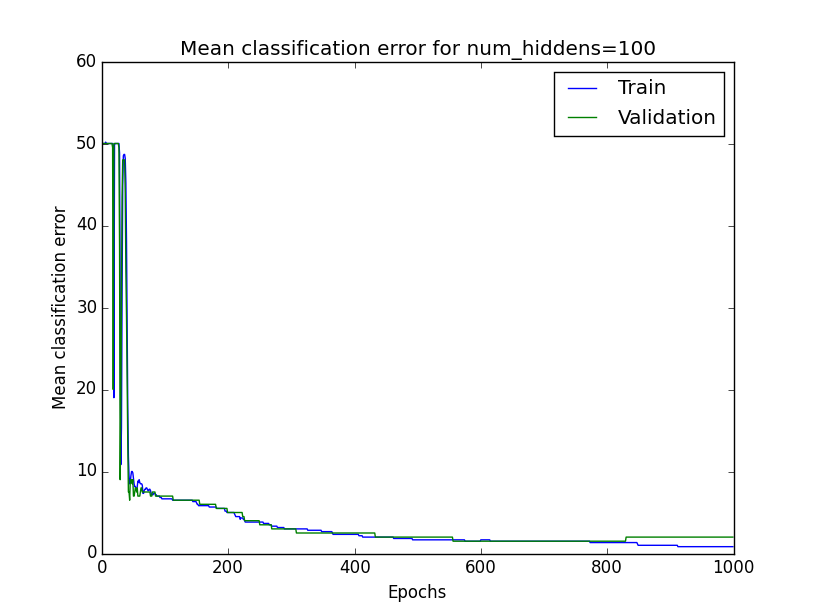 Mean classification error for num_hiddens=100
Train
Validation
Mean classification error
60
50
40
30
20
10
0
0 200 400 600 800 1000
Epochs